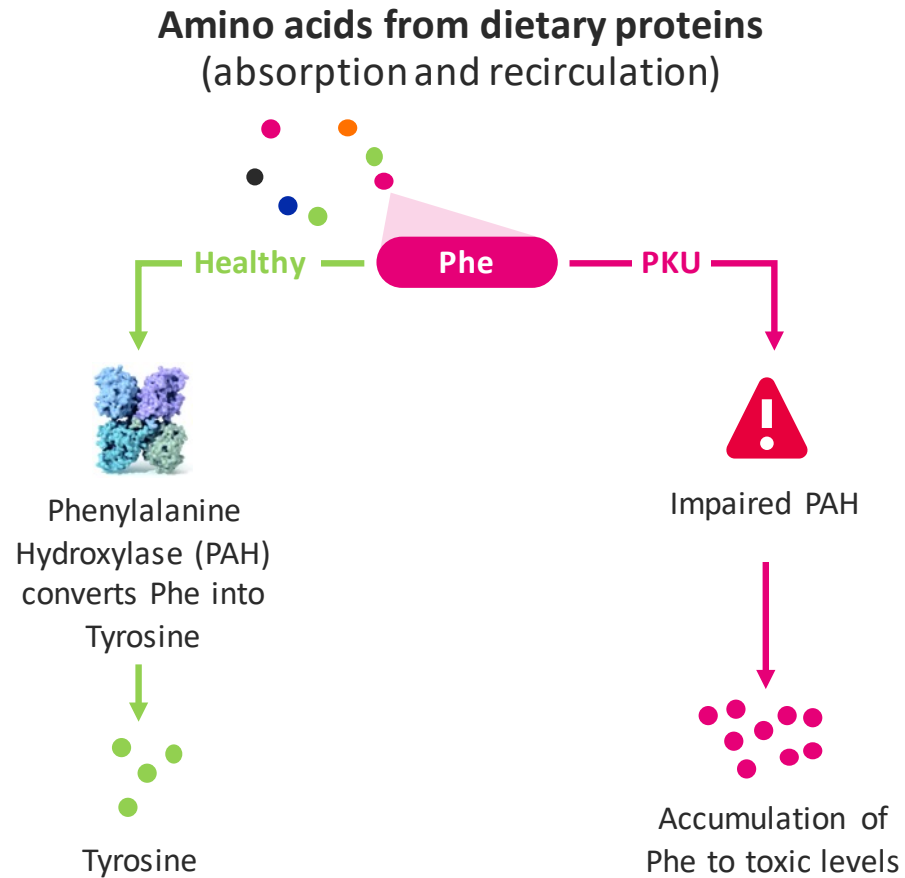 Amino acids from dietary proteins
(absorption and recirculation)
Healthy
Phe
PKU
Phenylalanine
Hydroxylase (PAH)
converts Phe into
Tyrosine
Impaired PAH
Tyrosine
Accumulation of
Phe to toxic levels